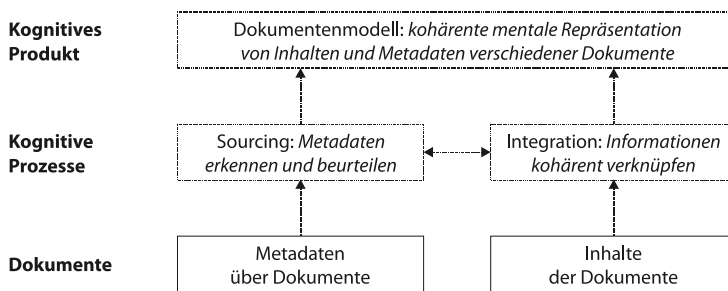 Kognitives
Produkt
Dokumentenmodell: kohärente mentale Repräsentation
von Inhalten und Metadaten verschiedener Dokumente
Kognitive
Prozesse
Sourcing: Metadaten
erkennen und beurteilen
Integration: Informationen
kohärent verknüpfen
Dokumente
Metadaten
über Dokumente
Inhalte
der Dokumente